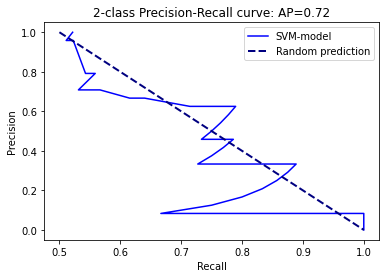 2-class Precision-Recall curve: AP=0.72
SVM-model
Random prediction
Precision
1.0
0.8
0.6
0.4
0.2
0.0
0.5
0.6
0.7
0.8
0.9
1.0
Recall